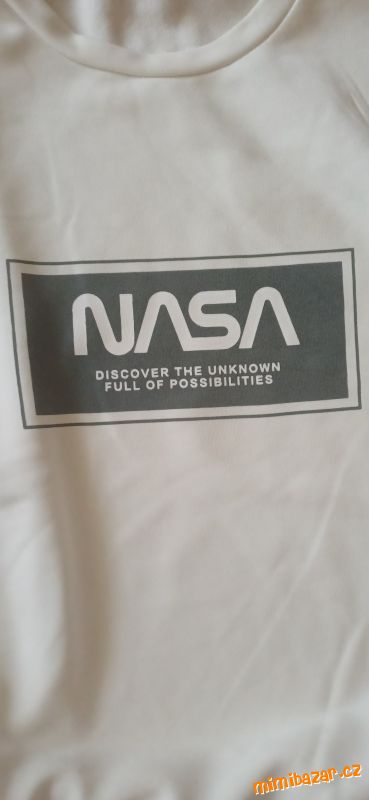 NASA
DISCOVER THE UNKNOWN
FULL OF POSSIBILITIES
mimibazar.cz